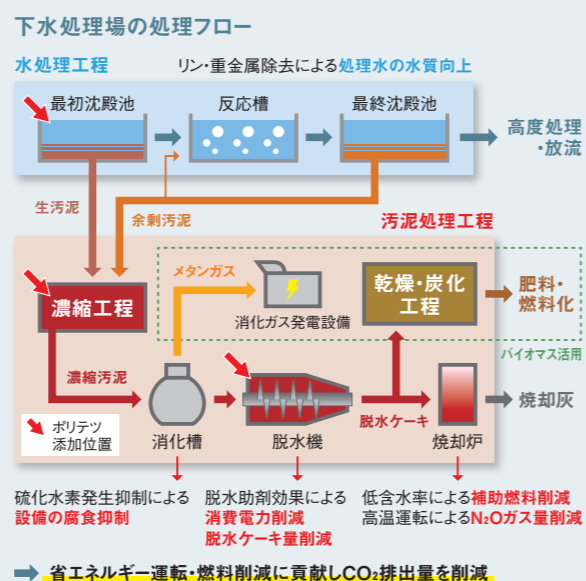 下水処理場の処理フロー
水処理工程
リン・重金属除去による処理水の水質向上
最初沈殿池
反応槽
最終沈殿池
高度処理
・放流
生汚泥
余剰汚泥
汚泥処理工程
メタンガス
濃縮工程
消化ガス発電設備
乾燥・炭化
工程
肥料・
燃料化
バイオマス活用
濃縮汚泥
脱水ケーキ
焼却灰
ポリテツ
添加位置
消化槽
脱水機
焼却炉
硫化水素発生抑制による
設備の腐食抑制
脱水助剤効果による
消費電力削減
脱水ケーキ量削減
低含水率による補助燃料削減
高温運転によるN₂Oガス量削減
省エネルギー運転・燃料削減に貢献しCO₂排出量を削減